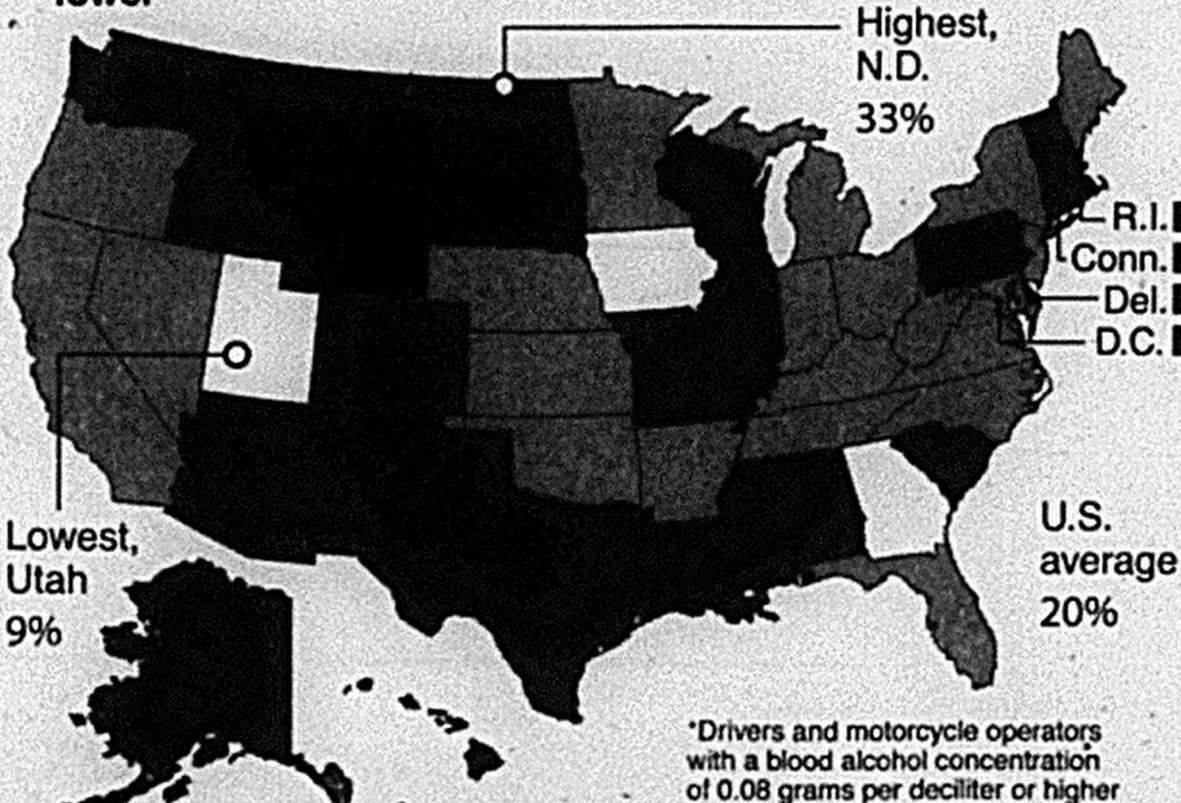 lower
Highest,
N.D.
33%
R.I.
Conn.
Del.
D.C.
Lowest,
Utah
9%
U.S.
average
20%
*Drivers and motorcycle operators
with a blood alcohol concentration
of 0.08 grams per deciliter or higher